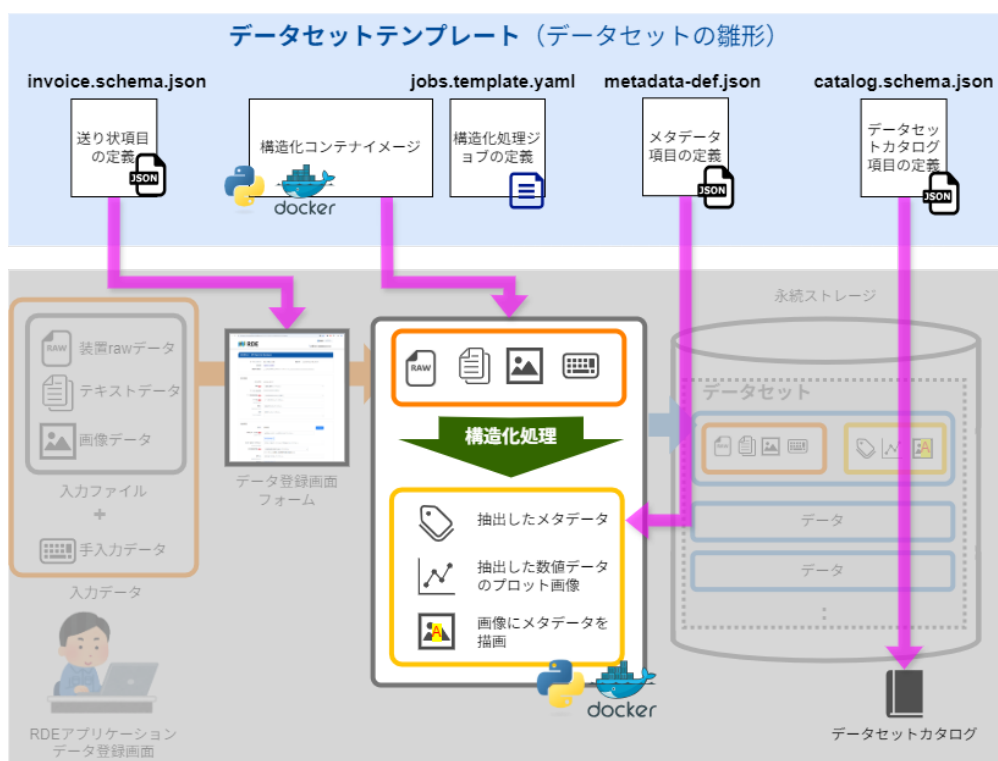 データセットテンプレート（データセットの雛形）
invoice.schema.json
jobs.template.yaml
metadata-def.json
catalog.schema.json
送り状項目
の定義
JSON
構造化コンテナイメージ
docker
構造化処理ジ
ョブの定義
メタデータ
項目の定義
JSON
データセッ
トカタログ
項目の定義
JSON
永続ストレージ
RAW
装置rawデータ
テキストデータ
画像データ
入力ファイル
+
手入力データ
入力データ
RDE
データ登録画面
フォーム
RAW
構造化処理
抽出したメタデータ
抽出した数値データ
のプロット画像
A
画像にメタデータを
描画
docker
データセット
RAW
A
データ
データ
:
データセットカタログ
RDEアプリケーション
データ登録画面